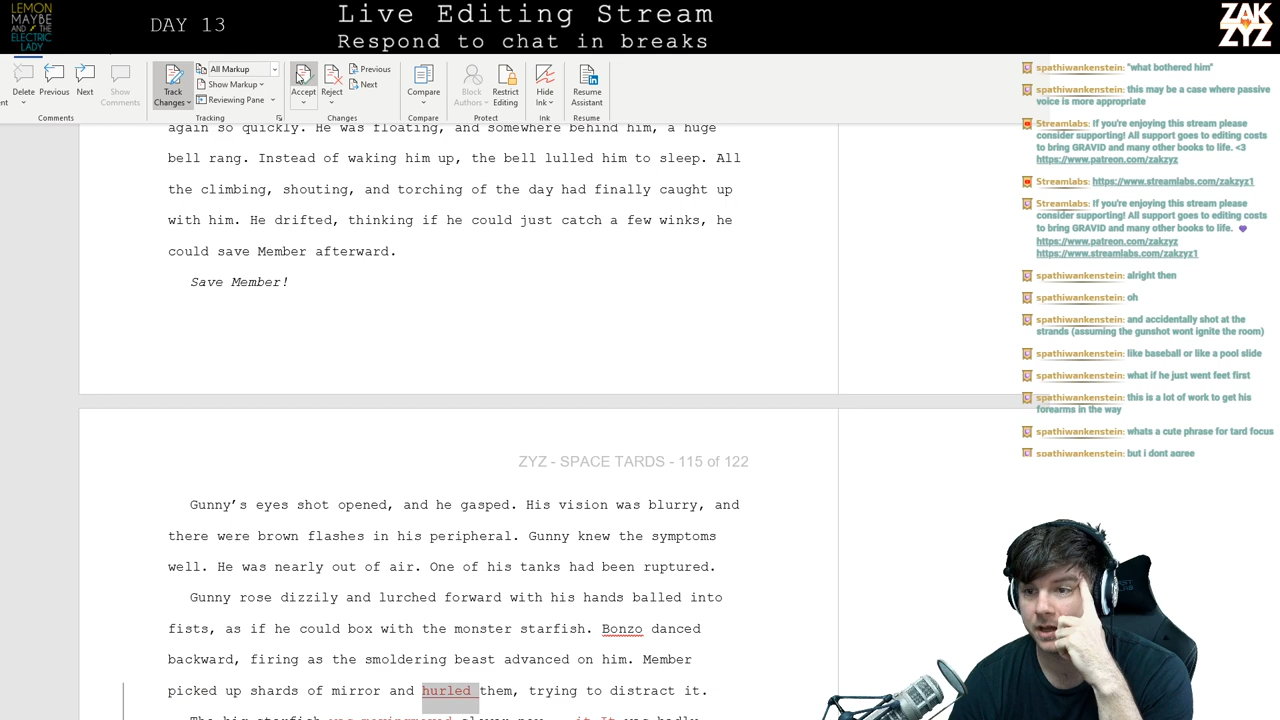 LEMON
MAYBE
AND THE
ELECTRIC
LADY
DAY 13
Live Editing Stream
Respond to chat in breaks
ZAK
ZYZ
Delete
Previous
Next
Show
Comments
Comments
Track
Changes
All Markup
Show Markup
Reviewing Pane
Tracking
Accept
Reject
Previous
Next
Changes
Compare
Compare
Block
Authors
Restrict
Editing
Protect
Hide
Ink
Ink
Resume
Assistant
Resume
again so quickly. He was floating, and somewhere behind him, a huge
bell rang. Instead of waking him up, the bell lulled him to sleep. All
the climbing, shouting, and torching of the day had finally caught up
with him. He drifted, thinking if he could just catch a few winks, he
could save Member afterward.
Save Member!
ZYZ - SPACE TARDS - 115 of 122
Gunny’s eyes shot opened, and he gasped. His vision was blurry, and
there were brown flashes in his peripheral. Gunny knew the symptoms
well. He was nearly out of air. One of his tanks had been ruptured.
Gunny rose dizzily and lurched forward with his hands balled into
fists, as if he could box with the monster starfish. Bonzo danced
backward, firing as the smoldering beast advanced on him. Member
picked up shards of mirror and hurled them, trying to distract it.
spathiwankenstein: "what bothered him"
spathiwankenstein: this may be a case where passive
voice is more appropriate
Streamlabs: If you're enjoying this stream please
consider supporting! All support goes to editing costs
to bring GRAVID and many other books to life. <3
https://www.patreon.com/zakzyz
Streamlabs: https://www.streamlabs.com/zakzyz1
Streamlabs: If you're enjoying this stream please
consider supporting! All support goes to editing costs
to bring GRAVID and many other books to life. 💜
https://www.patreon.com/zakzyz
https://www.streamlabs.com/zakzyz1
spathiwankenstein: alright then
spathiwankenstein: oh
spathiwankenstein: and accidentally shot at the
strands (assuming the gunshot wont ignite the room)
spathiwankenstein: like baseball or like a pool slide
spathiwankenstein: what if he just went feet first
spathiwankenstein: this is a lot of work to get his
forearms in the way
spathiwankenstein: whats a cute phrase for tard focus
spathiwankenstein: but i dont agree